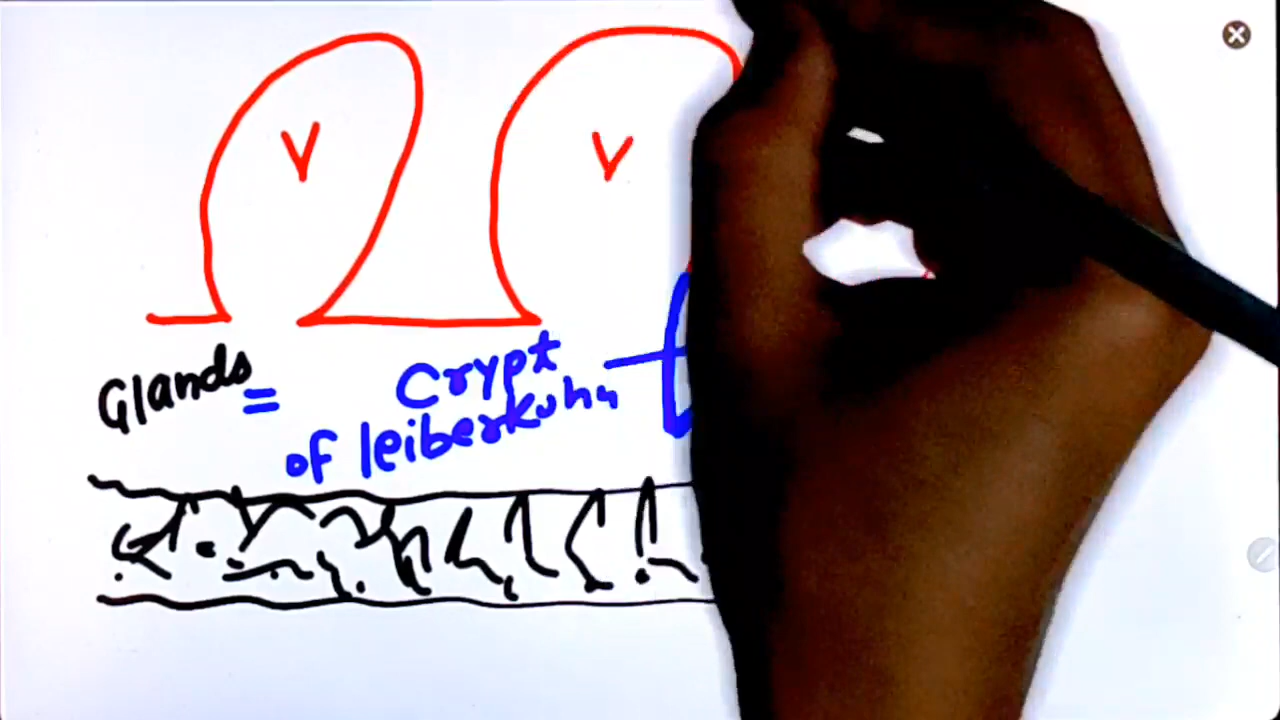 V V
Glands = Crypt
of leiberkuhn